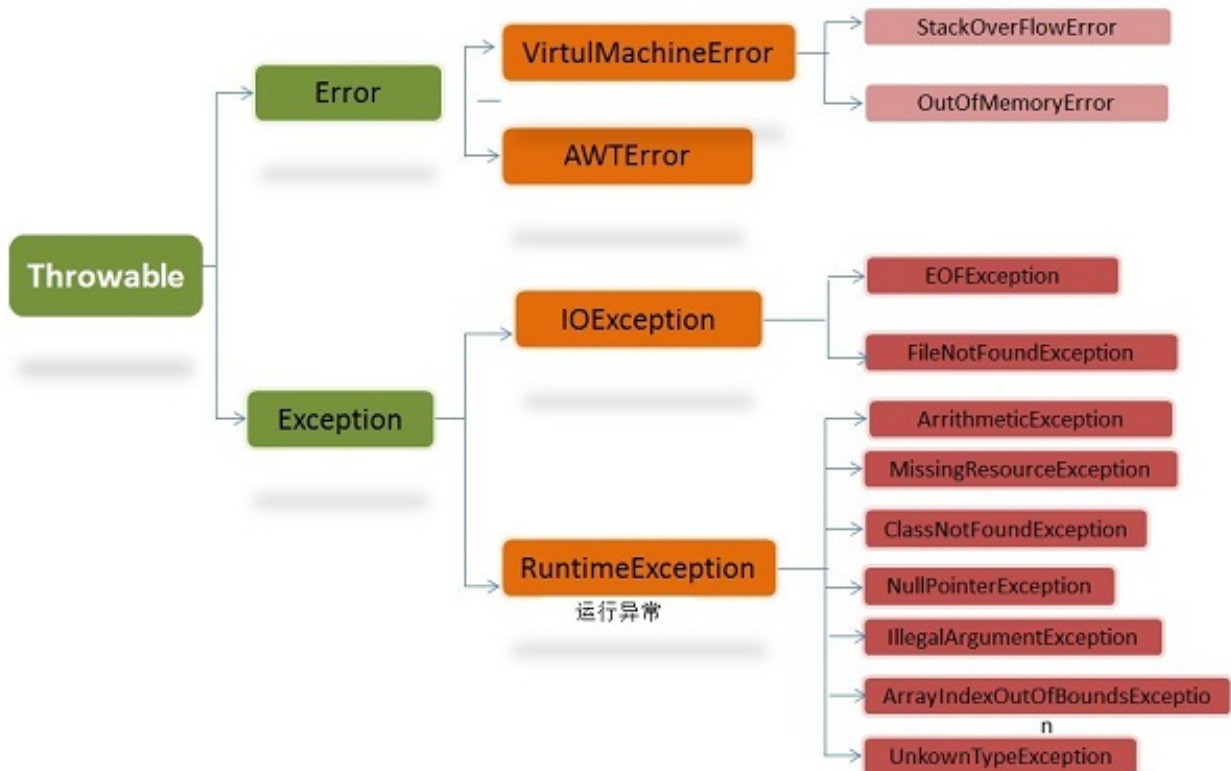 Throwable
Error
Exception
VirtulMachineError
AWTError
IOException
RuntimeException
运行异常
StackOverFlowError
OutOfMemoryError
EOFException
FileNotFoundException
ArrithmeticException
MissingResourceException
ClassNotFoundException
NullPointerException
IllegalArgumentException
ArrayIndexOutOfBoundsExceptio
n
UnkownTypeException